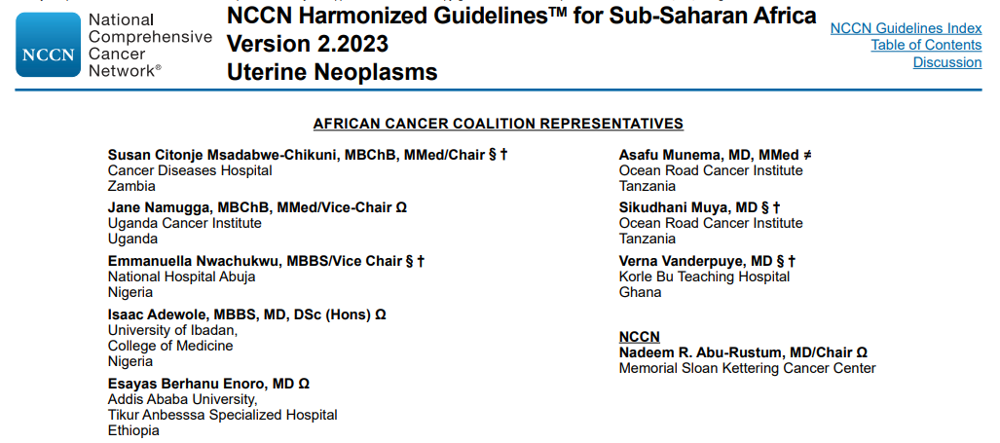 NCCN
National
Comprehensive
Cancer
Network®
NCCN Harmonized Guidelines™ for Sub-Saharan Africa
Version 2.2023
Uterine Neoplasms
NCCN Guidelines Index
Table of Contents
Discussion
AFRICAN CANCER COALITION REPRESENTATIVES
Susan Citonje Msadabwe-Chikuni, MBChB, MMed/Chair § †
Cancer Diseases Hospital
Zambia
Jane Namugga, MBChB, MMed/Vice-Chair Ω
Uganda Cancer Institute
Uganda
Emmanuella Nwachukwu, MBBS/Vice Chair § †
National Hospital Abuja
Nigeria
Isaac Adewole, MBBS, MD, DSc (Hons) Ω
University of Ibadan,
College of Medicine
Nigeria
Esayas Berhanu Enoro, MD Ω
Addis Ababa University,
Tikur Anbesssa Specialized Hospital
Ethiopia
Asafu Munema, MD, MMed ≠
Ocean Road Cancer Institute
Tanzania
Sikudhani Muya, MD § †
Ocean Road Cancer Institute
Tanzania
Verna Vanderpuye, MD § †
Korle Bu Teaching Hospital
Ghana
NCCN
Nadeem R. Abu-Rustum, MD/Chair Ω
Memorial Sloan Kettering Cancer Center